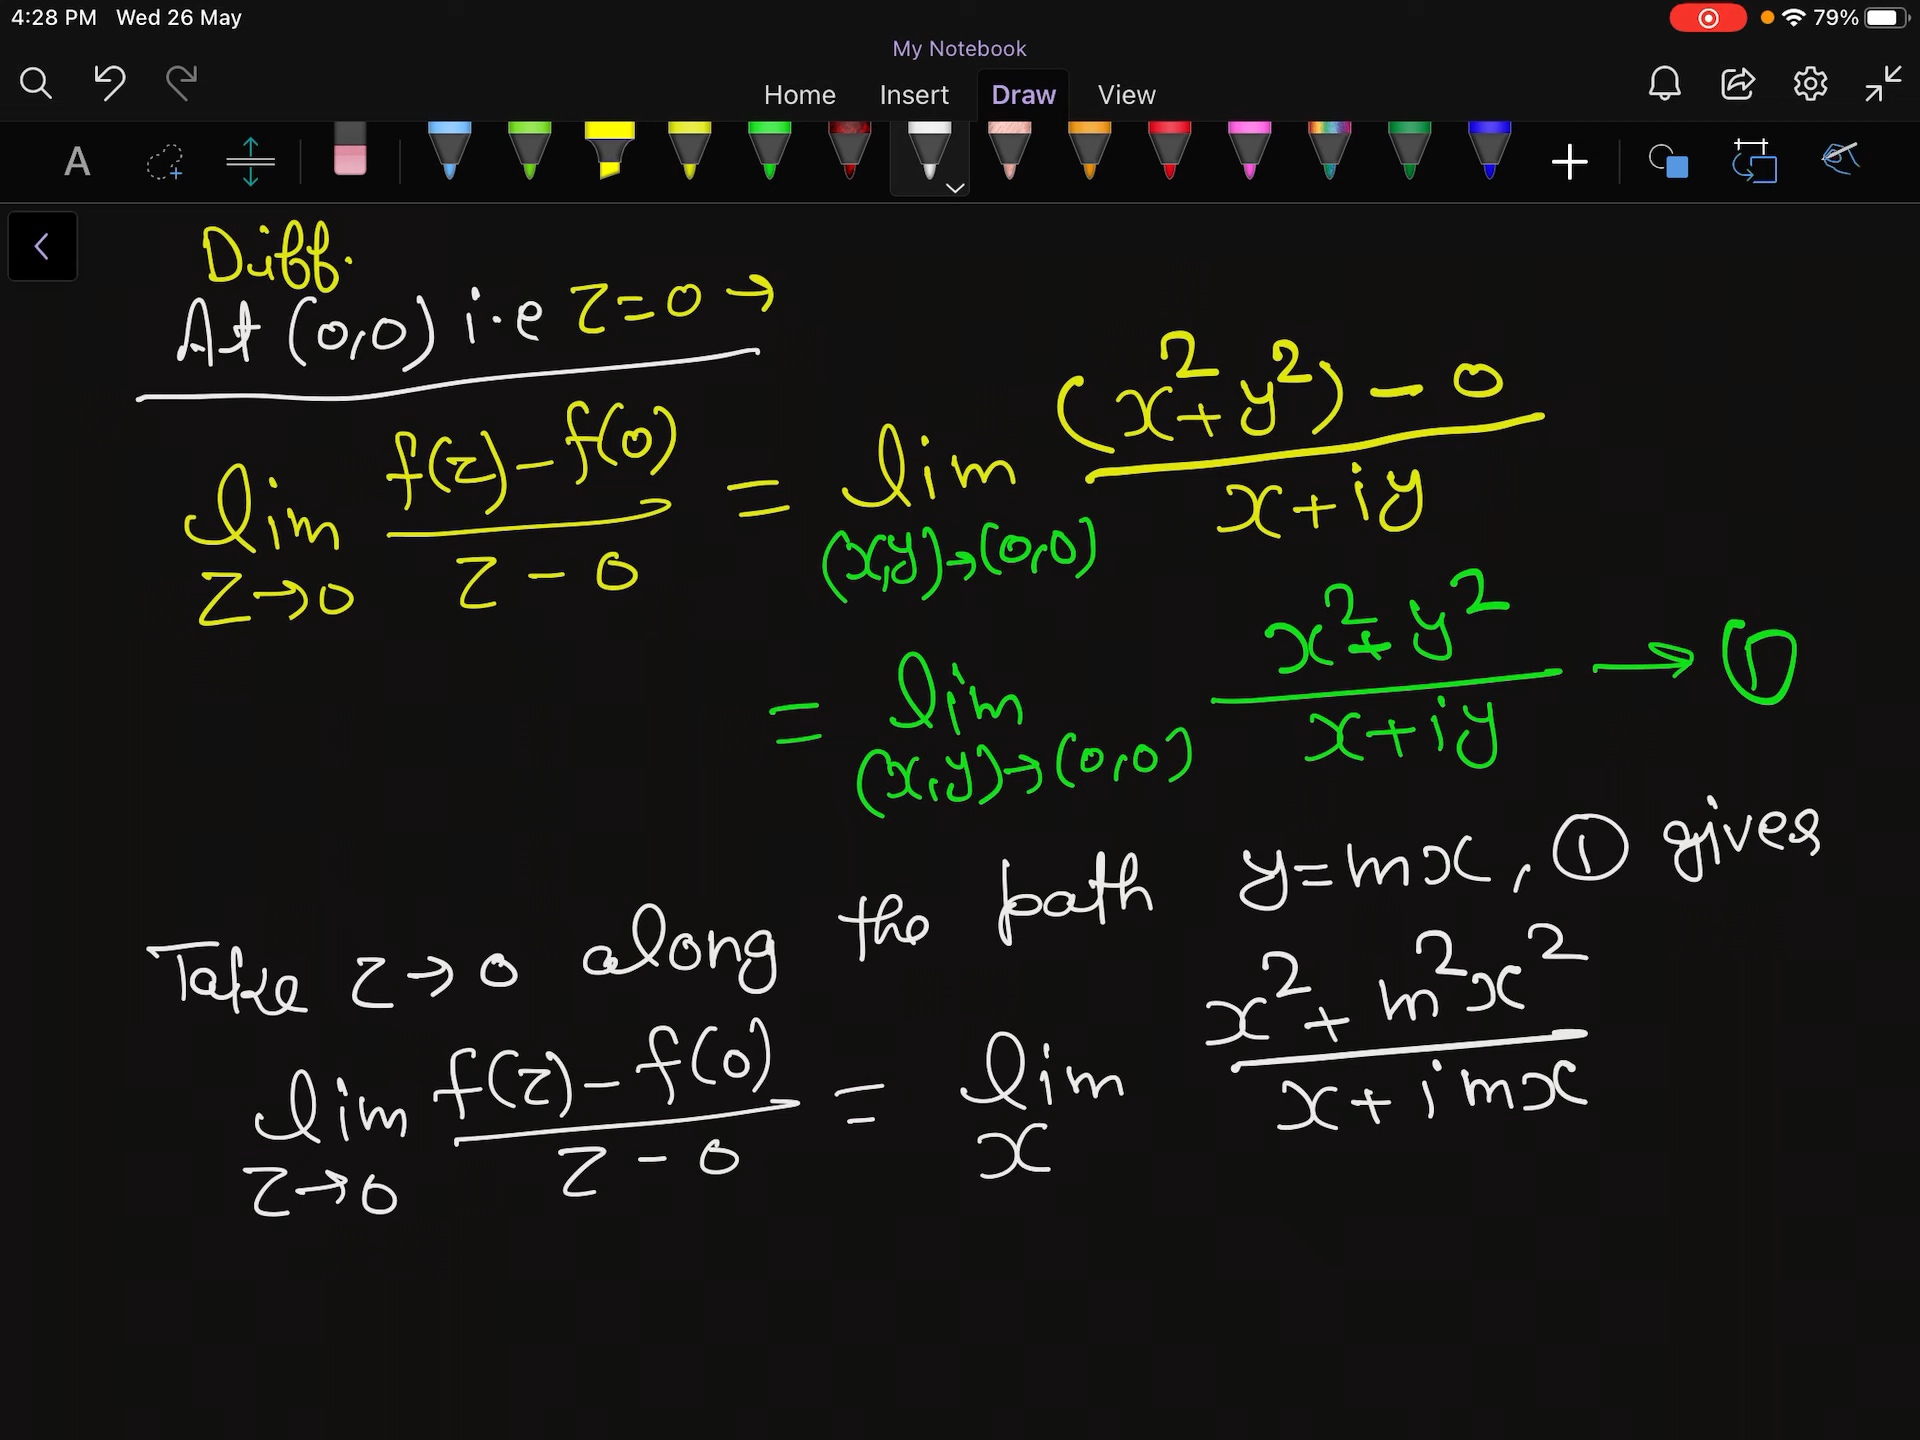 4:28 PM Wed 26 May 79%
My Notebook
Home Insert Draw View
A
Diff.
At (0,0) i.e z=0 →
lim z→0 f(z)-f(0) / z-0 = lim (x,y)→(0,0) (x²+y²)-0 / x+iy
= lim (x,y)→(0,0) x²+y² / x+iy → ①
Take z→0 along the path y=mx, ① gives
lim z→0 f(z)-f(0) / z-0 = lim x x²+m²x² / x+imx